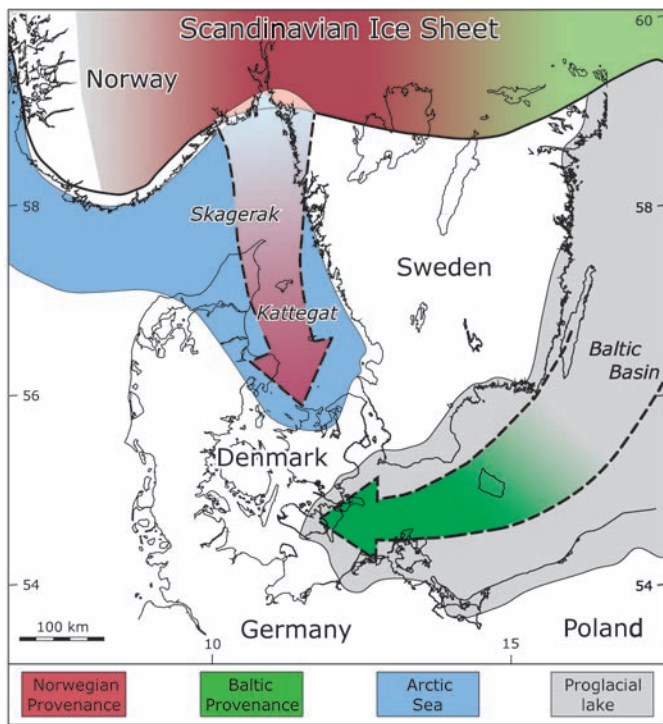 Scandinavian Ice Sheet
60
Norway
58
58
Skagerak
Sweden
Kattegat
Baltic
Basin
56
56
Denmark
54
54
100 km
10
15
Germany
Poland
Norwegian
Provenance
Baltic
Provenance
Arctic
Sea
Proglacial
lake